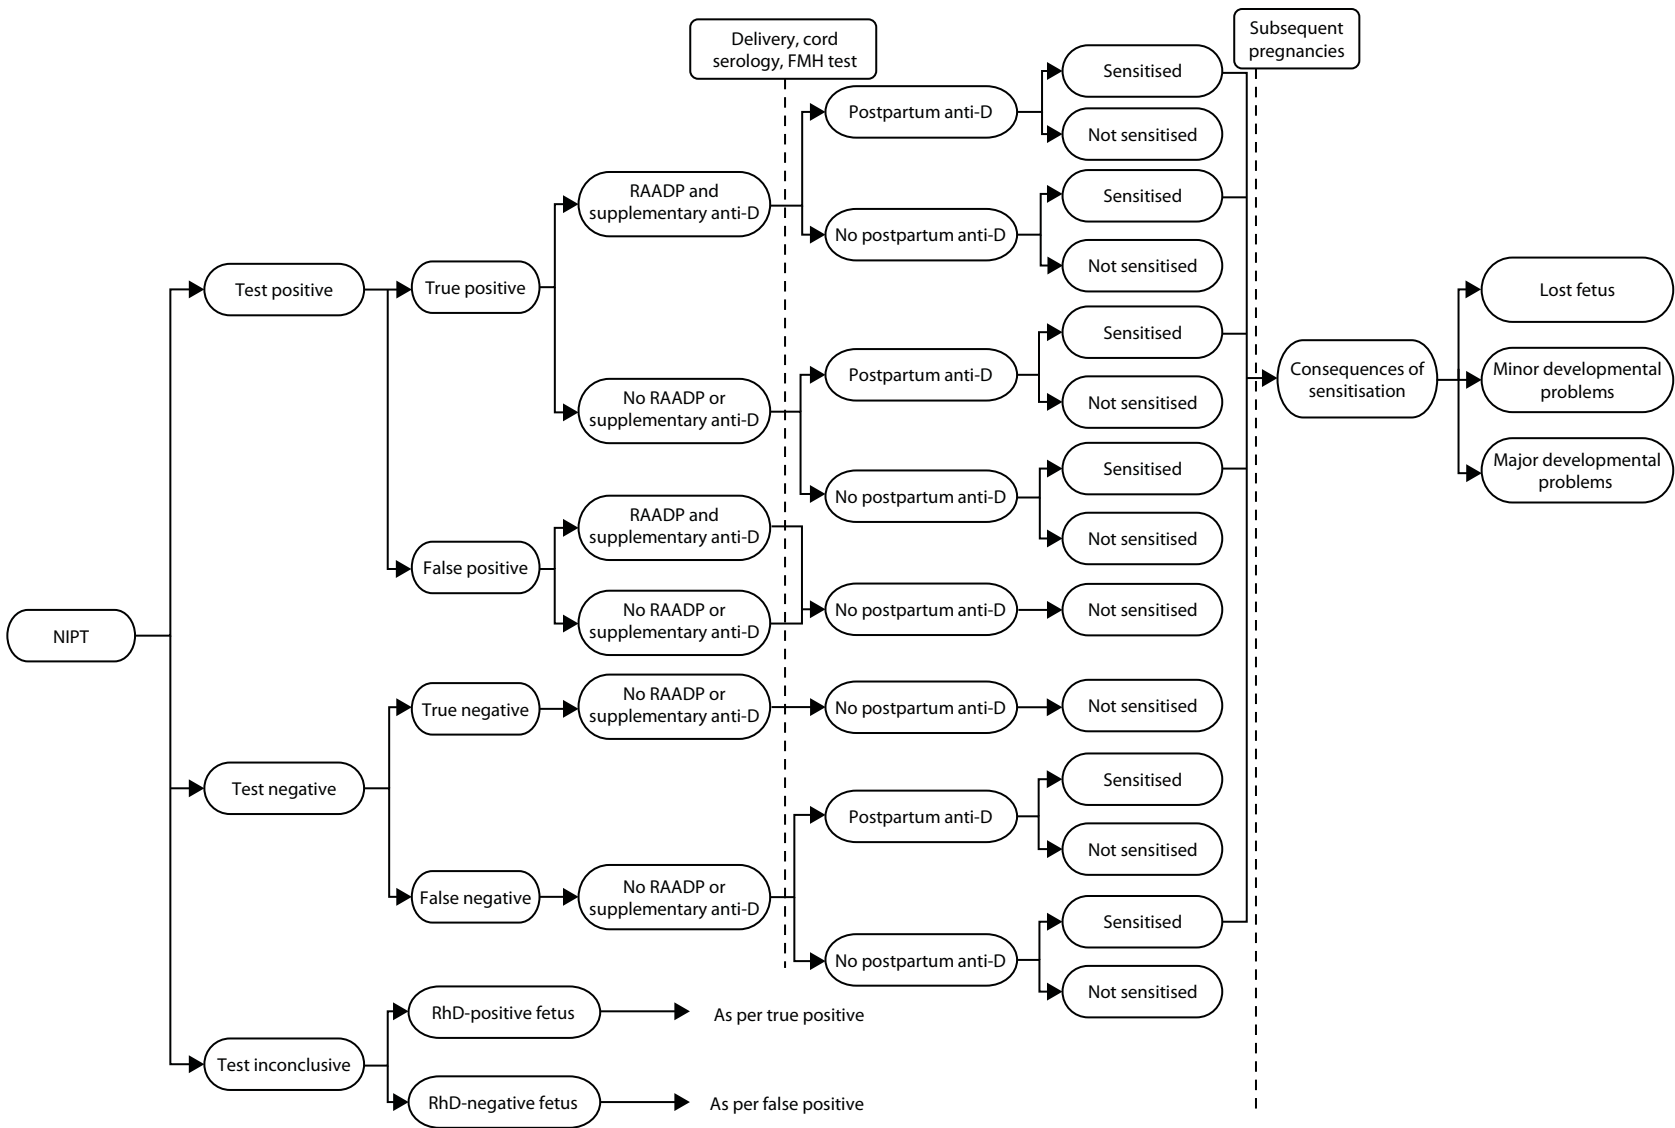 Delivery, cord
serology, FMH test
Subsequent
pregnancies
NIPT
Test positive
True positive
RAADP and
supplementary anti-D
Postpartum anti-D
Sensitised
Not sensitised
No postpartum anti-D
Sensitised
Not sensitised
No RAADP or
supplementary anti-D
Postpartum anti-D
Sensitised
Not sensitised
No postpartum anti-D
Sensitised
Not sensitised
False positive
RAADP and
supplementary anti-D
No RAADP or
supplementary anti-D
No postpartum anti-D
Not sensitised
Test negative
True negative
No RAADP or
supplementary anti-D
No postpartum anti-D
Not sensitised
False negative
No RAADP or
supplementary anti-D
Postpartum anti-D
Sensitised
Not sensitised
No postpartum anti-D
Sensitised
Not sensitised
Test inconclusive
RhD-positive fetus
As per true positive
RhD-negative fetus
As per false positive
Consequences of
sensitisation
Lost fetus
Minor developmental
problems
Major developmental
problems